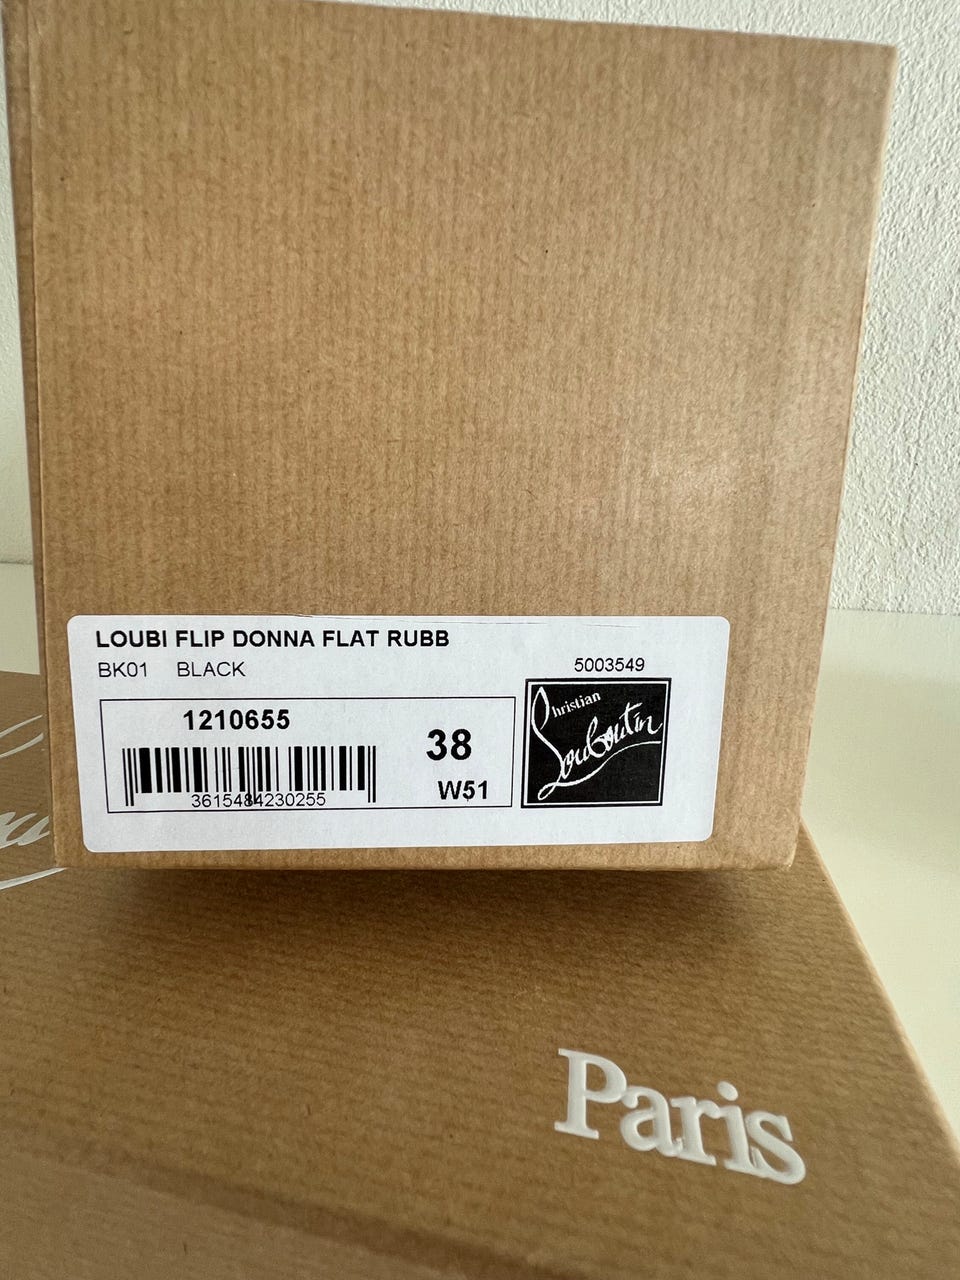 LOUBI FLIP DONNA FLAT RUBB
BK01 BLACK
5003549
1210655
38
W51
3615484230255
Christian
Louboutin
Paris